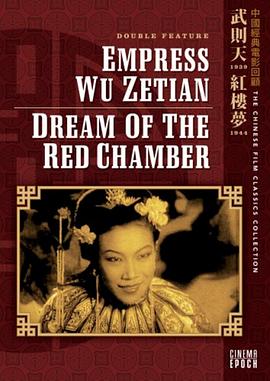 DOUBLE FEATURE
EMPRESS
WU ZETIAN
DREAM OF THE
RED CHAMBER
武則天
1939
紅樓夢
1944
中國經典電影回顧
THE CHINESE FILM CLASSICS COLLECTION
CINEMA
EPOCH